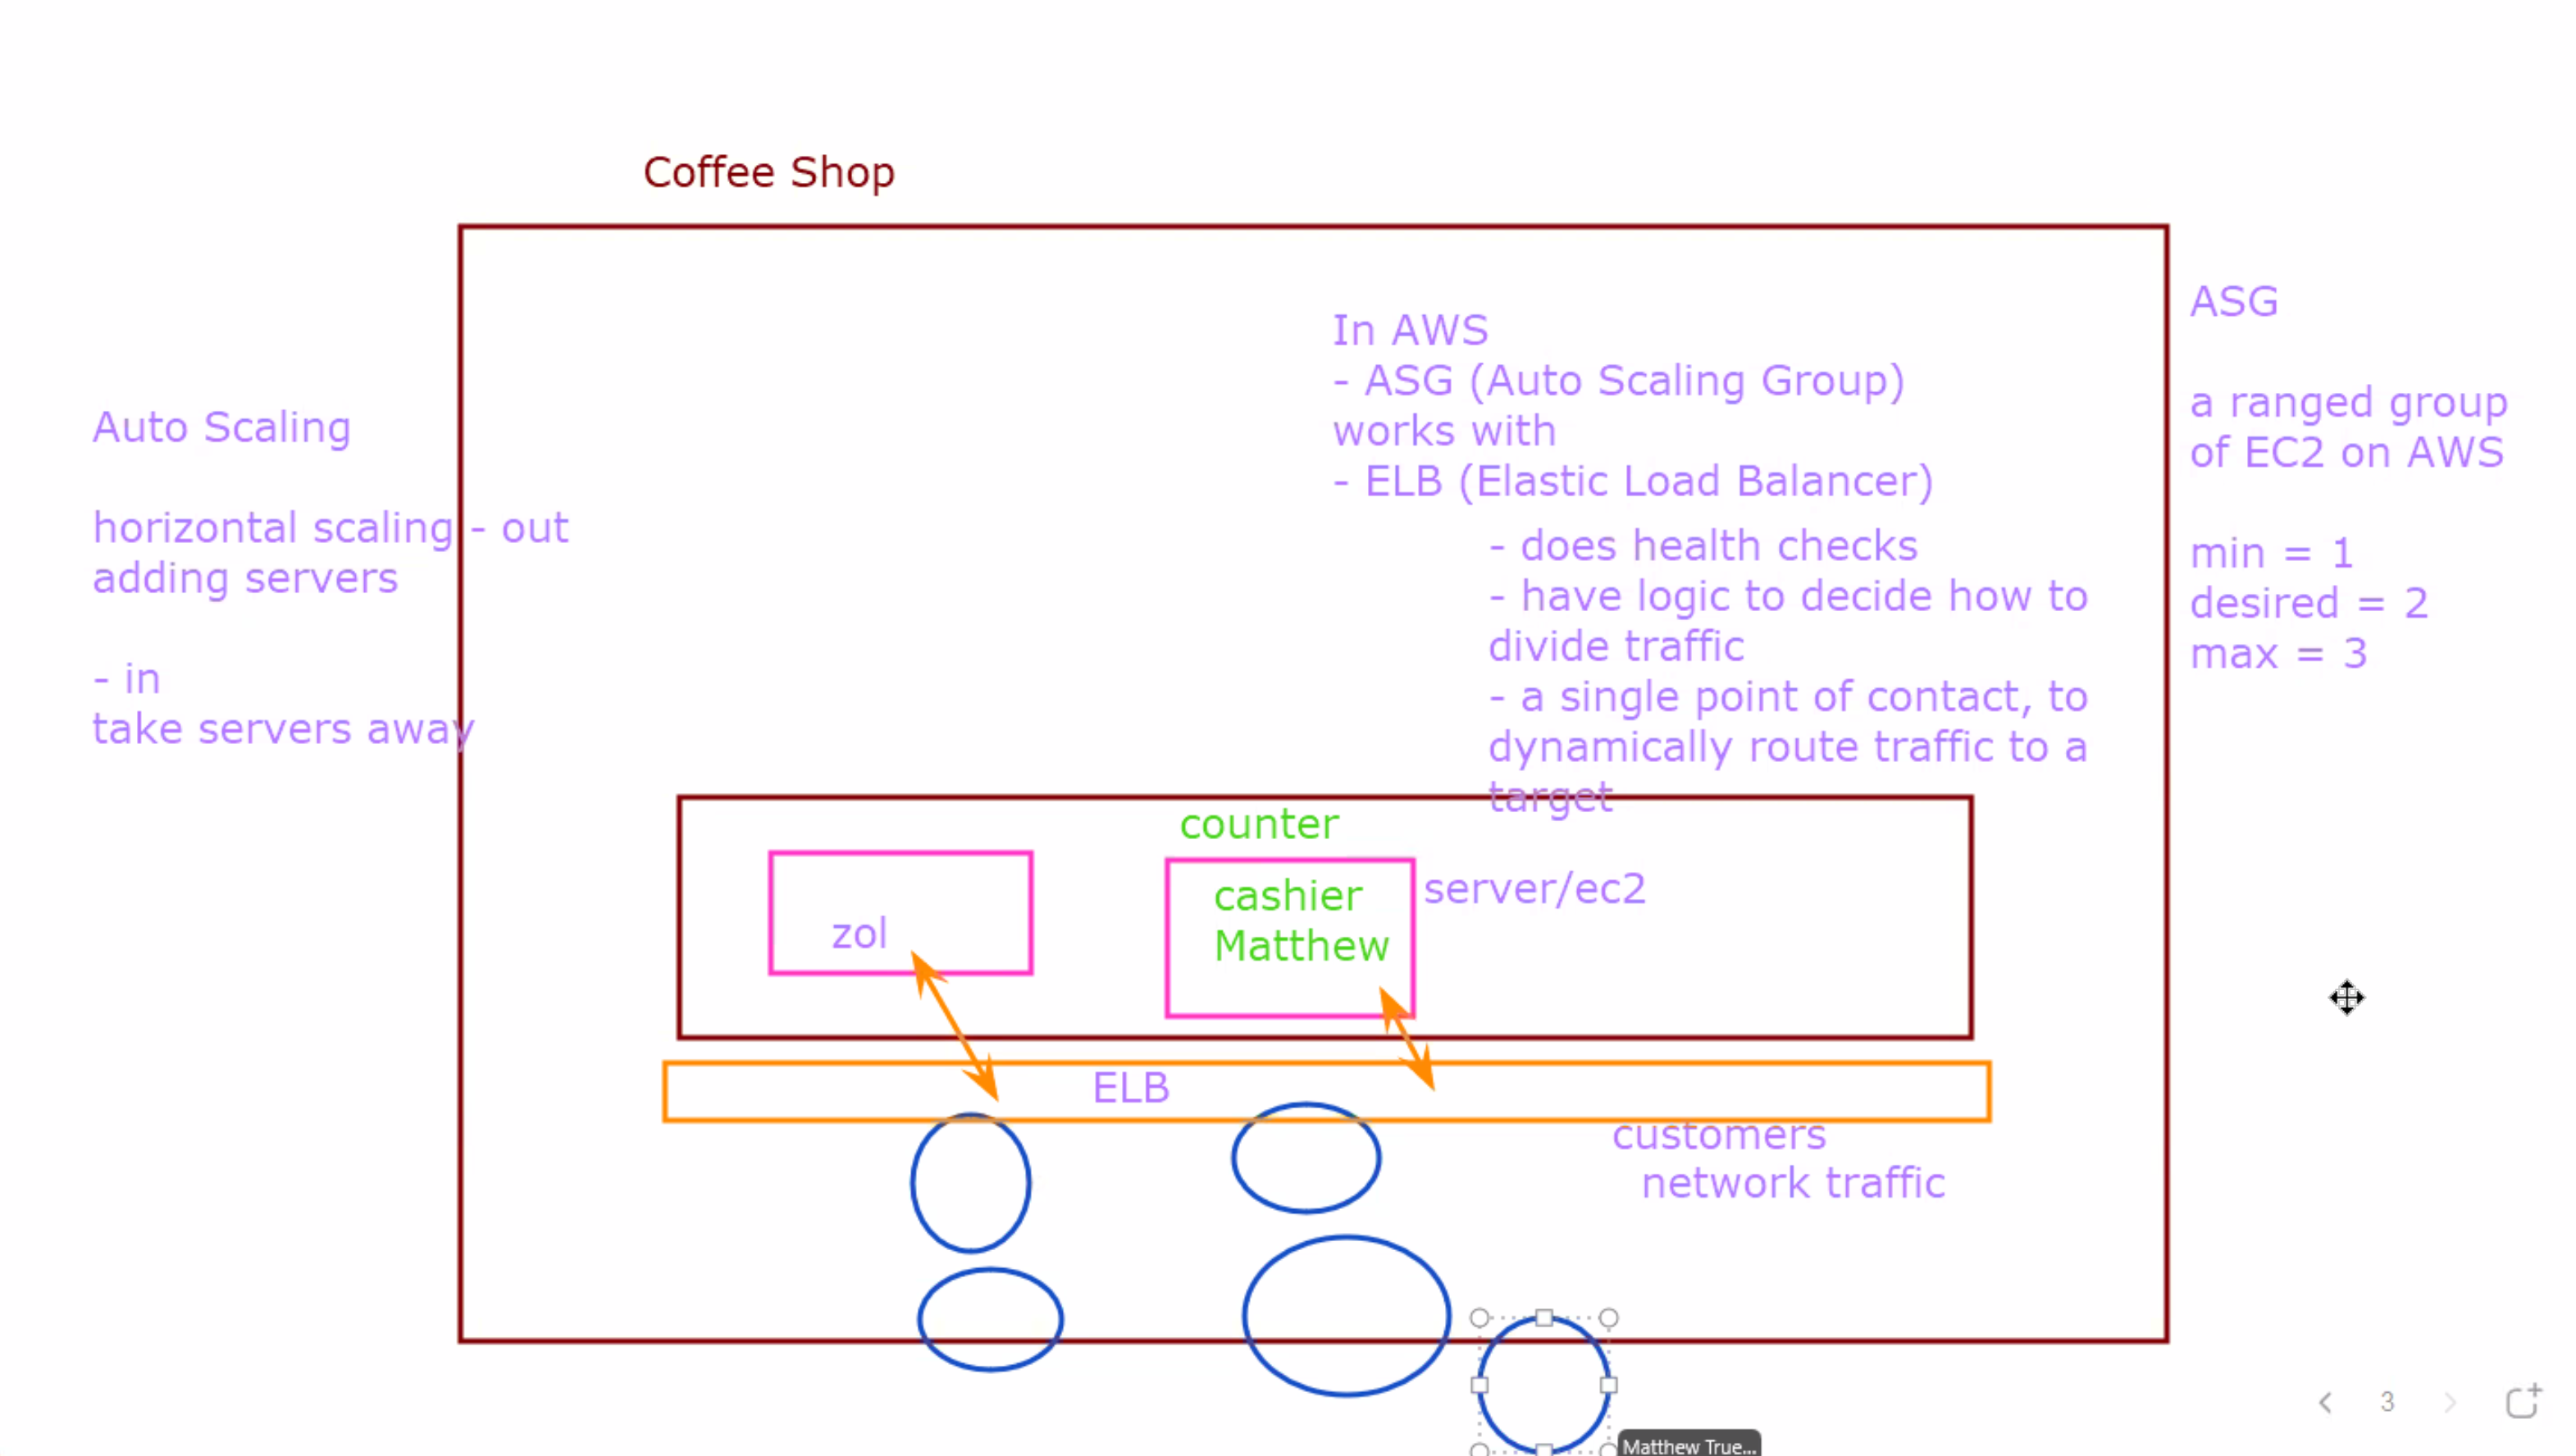 Coffee Shop
Auto Scaling
horizontal scaling - out
adding servers
- in
take servers away
In AWS
- ASG (Auto Scaling Group)
works with
- ELB (Elastic Load Balancer)
- does health checks
- have logic to decide how to
divide traffic
- a single point of contact, to
dynamically route traffic to a
target
ASG
a ranged group
of EC2 on AWS
min = 1
desired = 2
max = 3
counter
zol
cashier
Matthew
server/ec2
ELB
customers
network traffic
3
Matthew True...